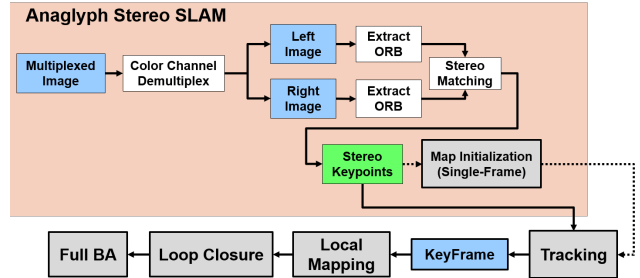 Anaglyph Stereo SLAM
Multiplexed
Image
Color Channel
Demultiplex
Left
Image
Extract
ORB
Right
Image
Extract
ORB
Stereo
Matching
Stereo
Keypoints
Map Initialization
(Single-Frame)
Full BA
Loop Closure
Local
Mapping
KeyFrame
Tracking